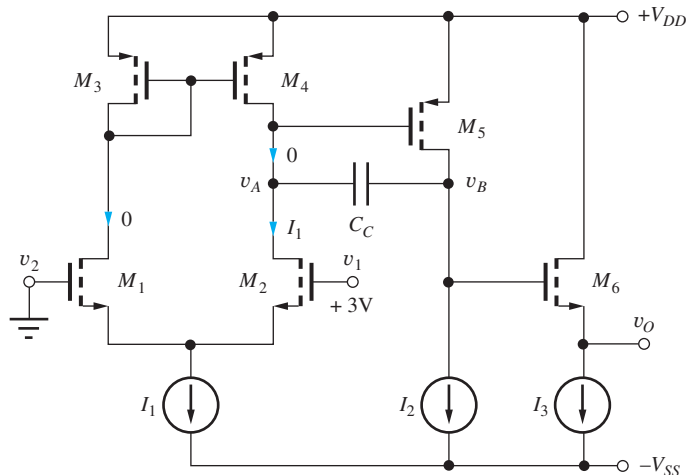 +V_DD
M_3
M_4
M_5
0
v_A
v_B
C_C
0
I_1
v_2
v_1
M_1
M_2
+ 3V
M_6
v_O
I_1
I_2
I_3
−V_SS